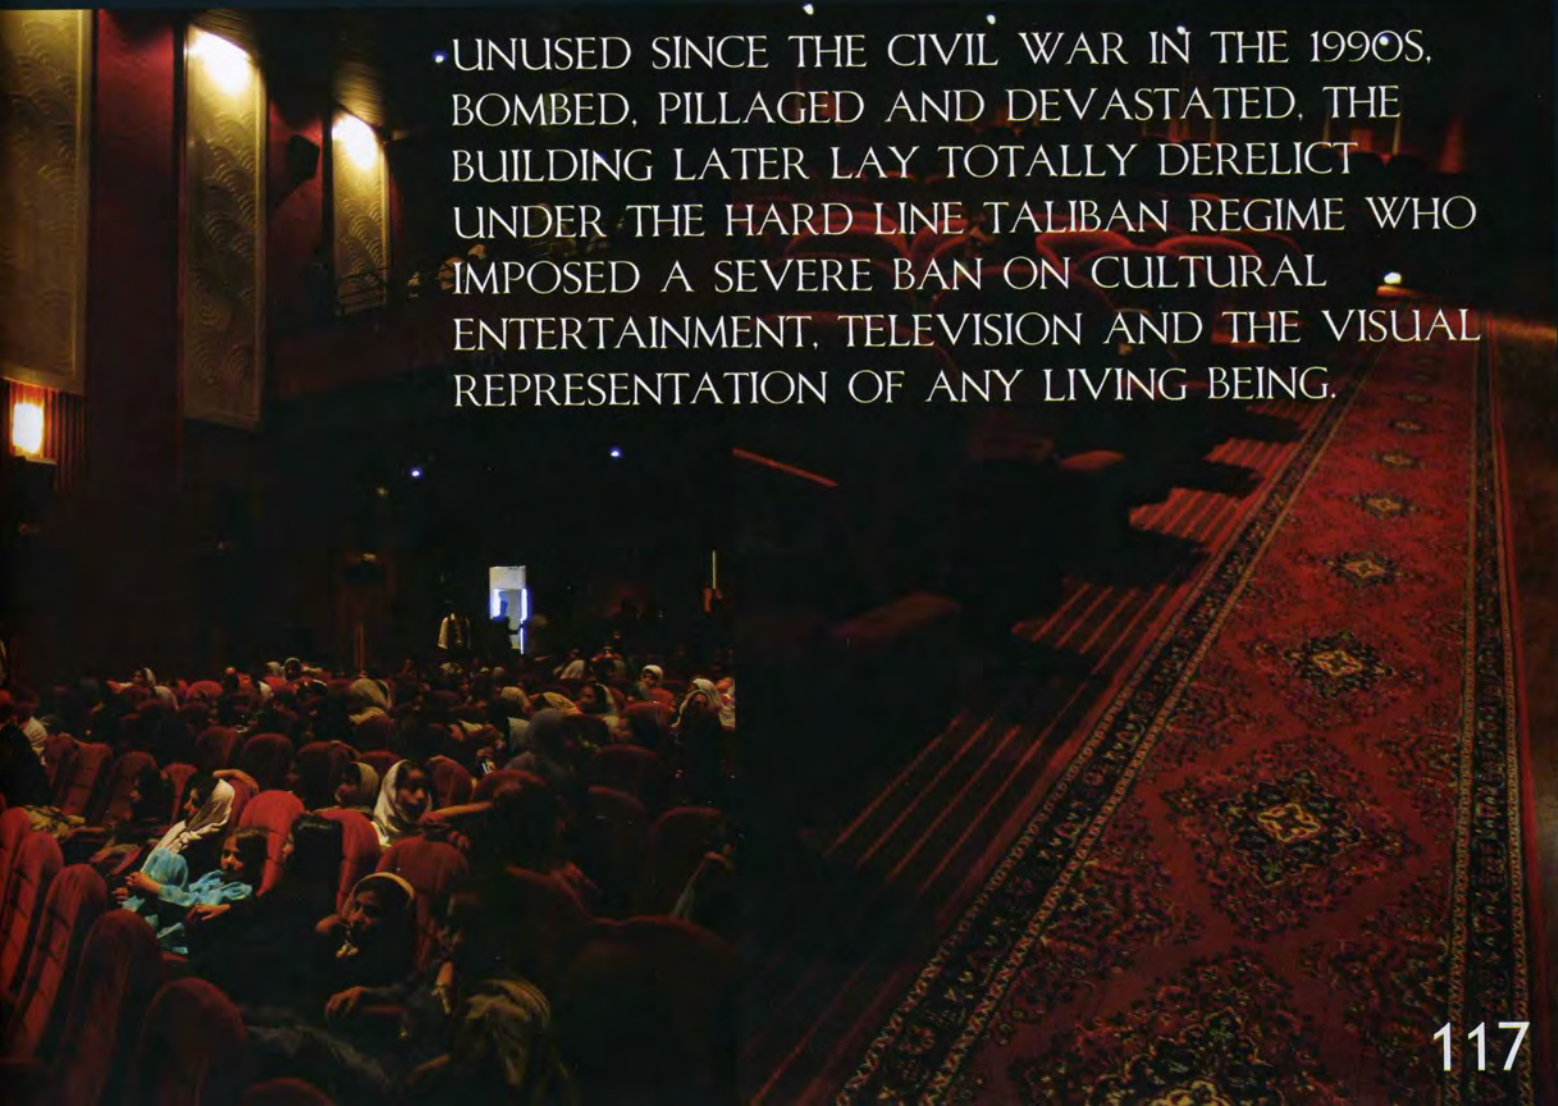 UNUSED SINCE THE CIVIL WAR IN THE 1990S,
BOMBED, PILLAGED AND DEVASTATED, THE
BUILDING LATER LAY TOTALLY DERELICT
UNDER THE HARD LINE TALIBAN REGIME WHO
IMPOSED A SEVERE BAN ON CULTURAL
ENTERTAINMENT, TELEVISION AND THE VISUAL
REPRESENTATION OF ANY LIVING BEING.
117